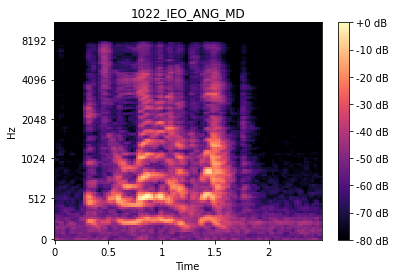 1022_IEO_ANG_MD
+0 dB
8192
-10 dB
4096
-20 dB
-30 dB
2048
Hz
-40 dB
1024
-50 dB
512
-60 dB
-70 dB
0
-80 dB
0 0.5 1 1.5 2
Time